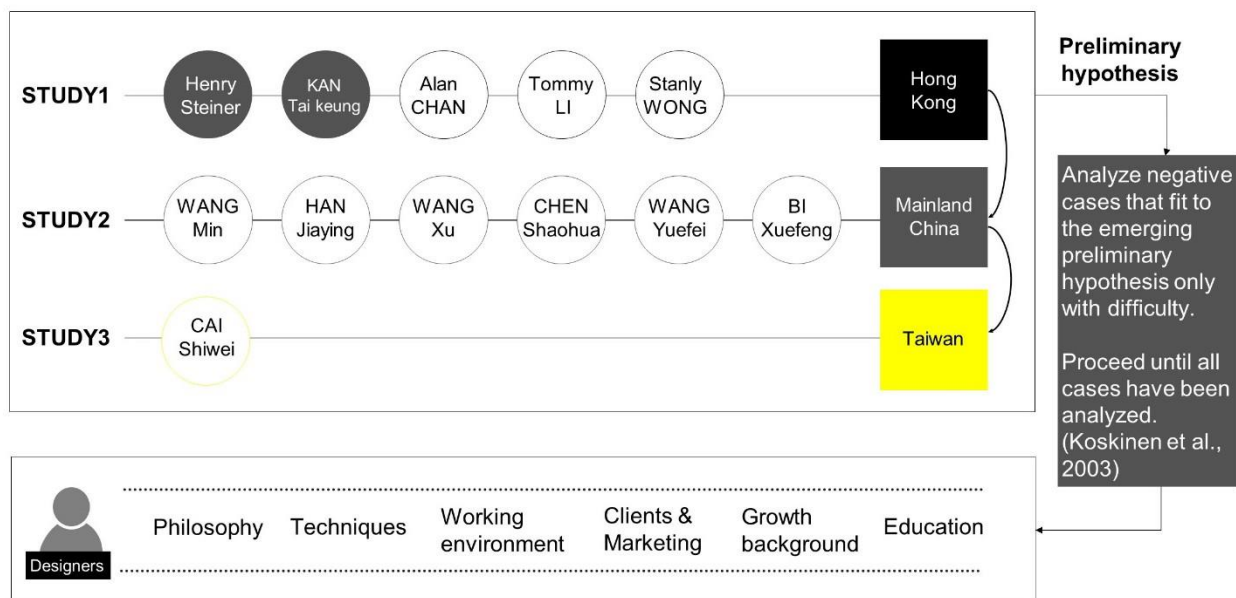 Preliminary
hypothesis
STUDY1
Henry
Steiner
KAN
Tai keung
Alan
CHAN
Tommy
LI
Stanly
WONG
Hong
Kong
STUDY2
WANG
Min
HAN
Jiaying
WANG
Xu
CHEN
Shaohua
WANG
Yuefei
BI
Xuefeng
Mainland
China
STUDY3
CAI
Shiwei
Taiwan
Analyze negative
cases that fit to
the emerging
preliminary
hypothesis only
with difficulty.
Proceed until all
cases have been
analyzed.
(Koskinen et al.,
2003)
Designers
Philosophy
Techniques
Working
environment
Clients &
Marketing
Growth
background
Education